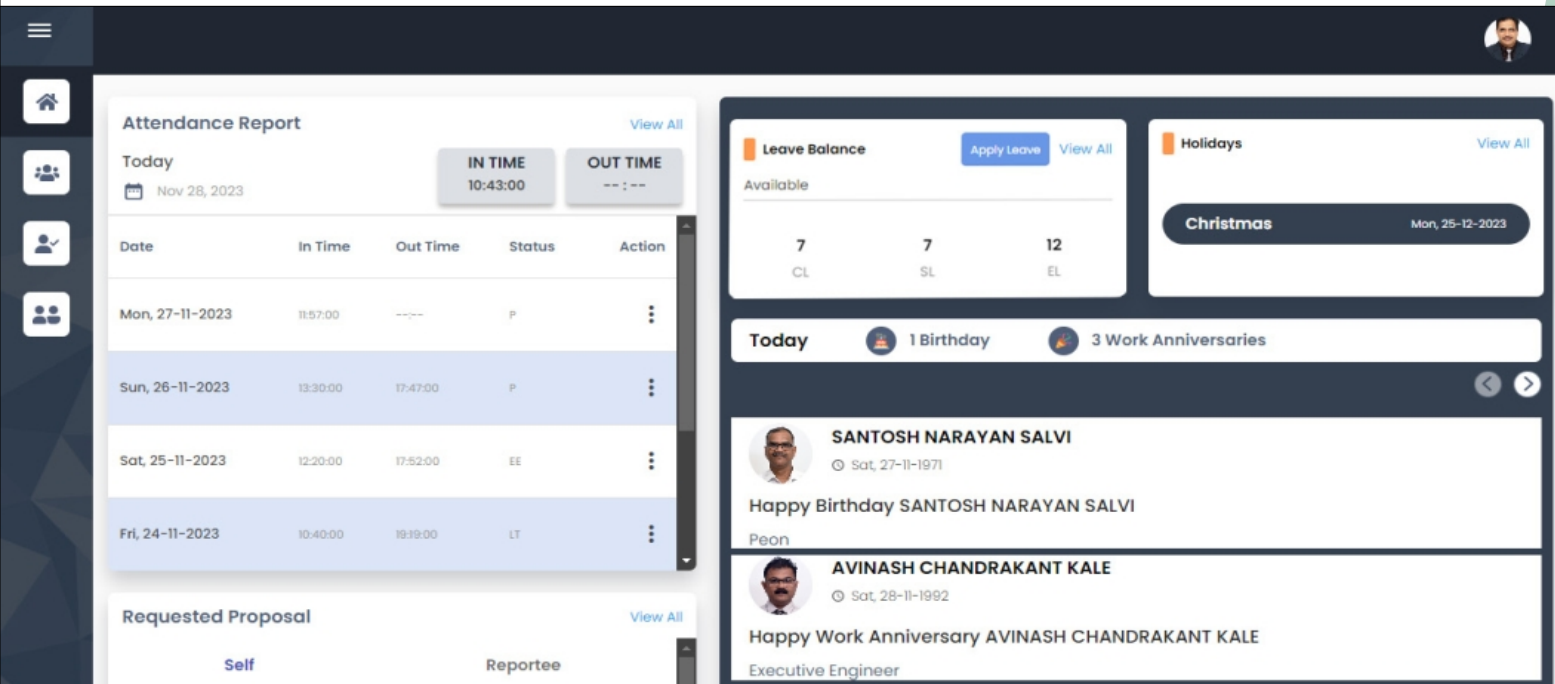 Attendance Report View All
Today
Nov 28, 2023
IN TIME
10:43:00
OUT TIME
--:--
Date In Time Out Time Status Action
Mon, 27-11-2023 11:57:00 --:-- P
Sun, 26-11-2023 13:30:00 17:47:00 P
Sat, 25-11-2023 12:20:00 17:52:00 EE
Fri, 24-11-2023 10:40:00 19:19:00 LT
Requested Proposal View All
Self Reportee
Leave Balance Apply Leave View All
Available
7 7 12
CL SL EL
Holidays View All
Christmas Mon, 25-12-2023
Today 1 Birthday 3 Work Anniversaries
SANTOSH NARAYAN SALVI
Sat, 27-11-1971
Happy Birthday SANTOSH NARAYAN SALVI
Peon
AVINASH CHANDRAKANT KALE
Sat, 28-11-1992
Happy Work Anniversary AVINASH CHANDRAKANT KALE
Executive Engineer